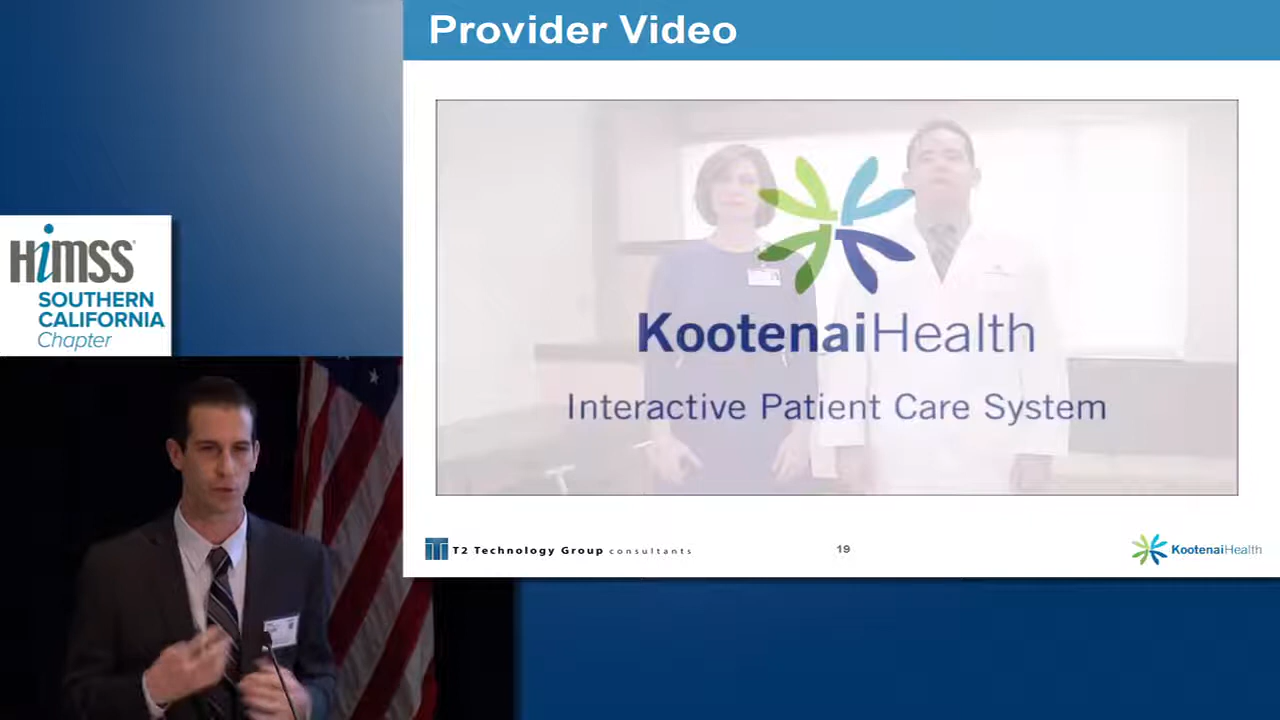 Provider Video
HiMSS
SOUTHERN
CALIFORNIA
Chapter
KootenaiHealth
Interactive Patient Care System
T2 Technology Group consultants
19
KootenaiHealth